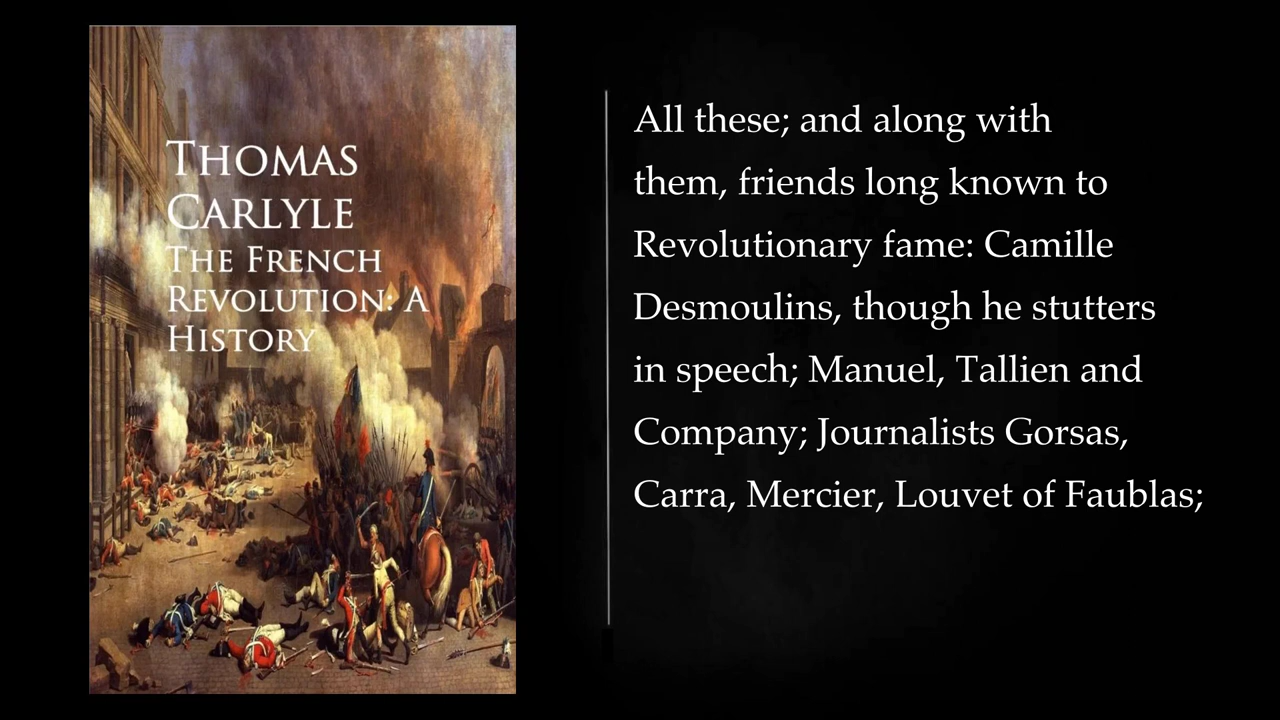 THOMAS
CARLYLE
THE FRENCH
REVOLUTION: A
HISTORY
All these; and along with
them, friends long known to
Revolutionary fame: Camille
Desmoulins, though he stutters
in speech; Manuel, Tallien and
Company; Journalists Gorsas,
Carra, Mercier, Louvet of Faublas;